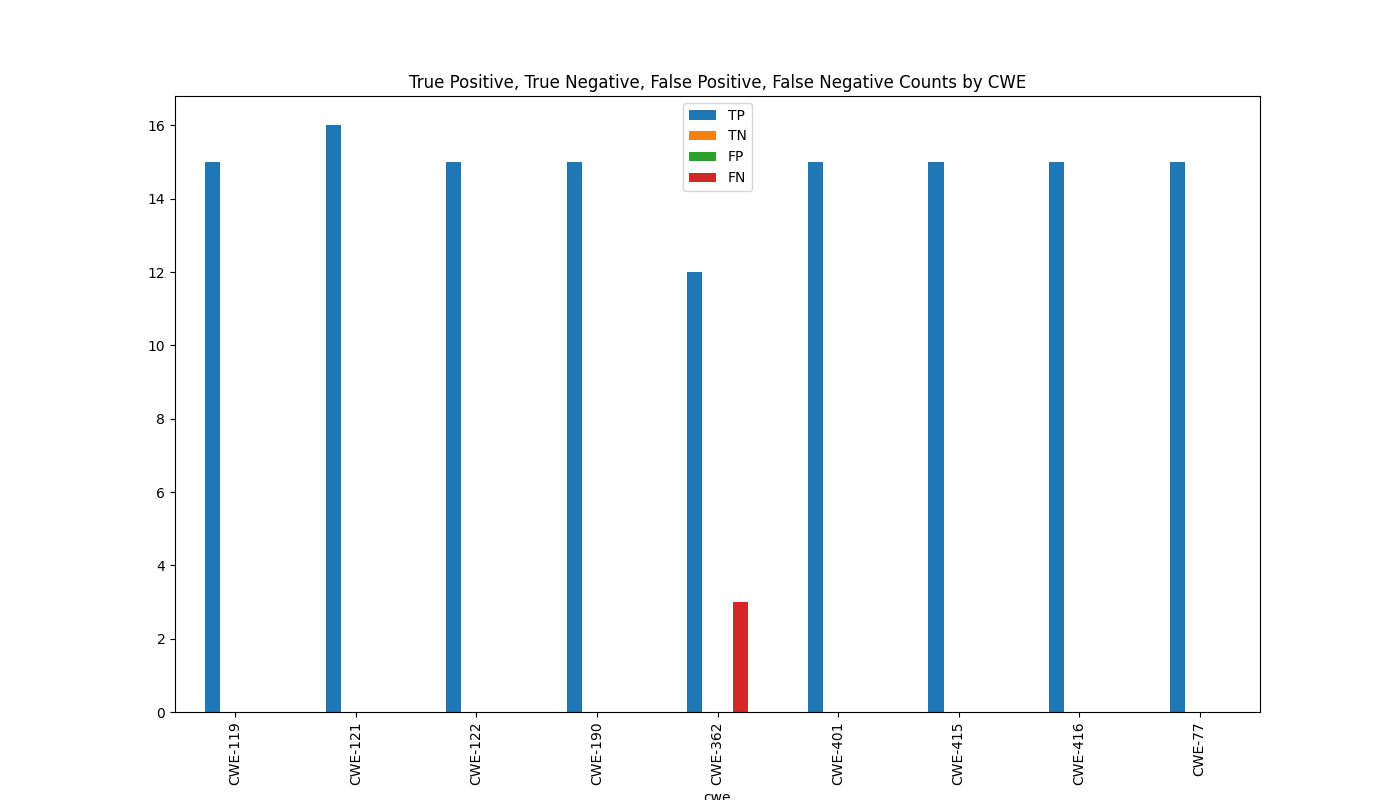 True Positive, True Negative, False Positive, False Negative Counts by CWE
TP
TN
FP
FN
16
14
12
10
8
6
4
2
0
CWE-119
CWE-121
CWE-122
CWE-190
CWE-362
CWE-401
CWE-415
CWE-416
CWE-77
cwe